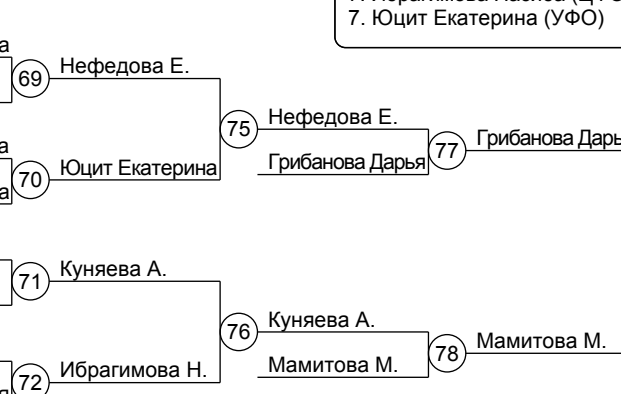 7. Юцит Екатерина (УФО)
69
Нефедова Е.
75
Нефедова Е.
77
Грибанова Дарь
70
Юцит Екатерина
Грибанова Дарья
71
Куняева А.
76
Куняева А.
78
Мамитова М.
72
Ибрагимова Н.
Мамитова М.